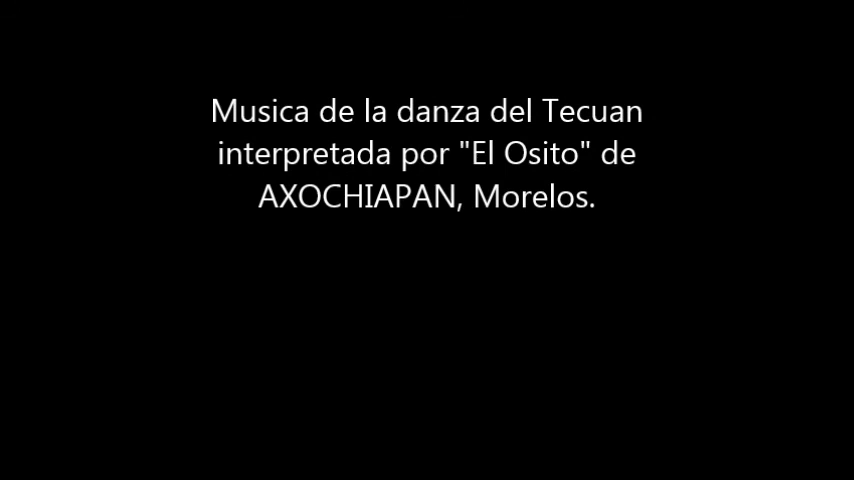 Musica de la danza del Tecuan
interpretada por "El Osito" de
AXOCHIAPAN, Morelos.